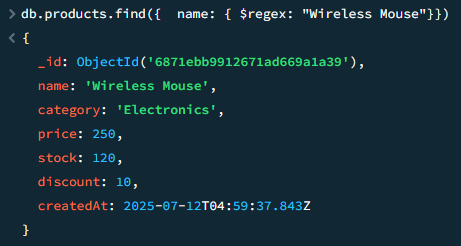 > db.products.find({  name: { $regex: "Wireless Mouse"}})
< {
_id: ObjectId('6871ebb9912671ad669a1a39'),
name: 'Wireless Mouse',
category: 'Electronics',
price: 250,
stock: 120,
discount: 10,
createdAt: 2025-07-12T04:59:37.843Z
}